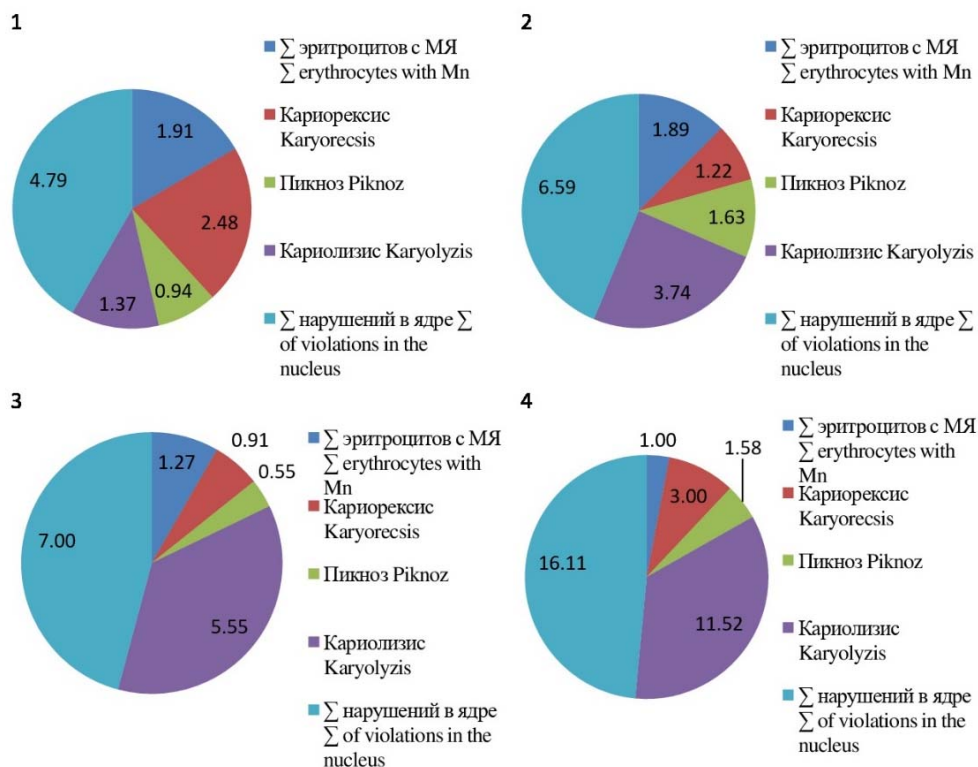 1
1.91
2.48
0.94
1.37
4.79
∑ эритроцитов с МЯ
∑ erythrocytes with Mn
Кариорексис
Karyorecsis
Пикноз Piknoz
Кариолизис Karyolyzis
∑ нарушений в ядре ∑
of violations in the
nucleus
2
1.89
1.22
1.63
3.74
6.59
∑ эритроцитов с МЯ
∑ erythrocytes with Mn
Кариорексис
Karyorecsis
Пикноз Piknoz
Кариолизис Karyolyzis
∑ нарушений в ядре ∑
of violations in the
nucleus
3
1.27
0.91
0.55
5.55
7.00
∑ эритроцитов с МЯ
∑ erythrocytes with
Mn
Кариорексис
Karyorecsis
Пикноз Piknoz
Кариолизис
Karyolyzis
∑ нарушений в ядре
∑ of violations in the
nucleus
4
1.00
3.00
1.58
11.52
16.11
∑ эритроцитов с МЯ
∑ erythrocytes with
Mn
Кариорексис
Karyorecsis
Пикноз Piknoz
Кариолизис
Karyolyzis
∑ нарушений в ядре
∑ of violations in the
nucleus